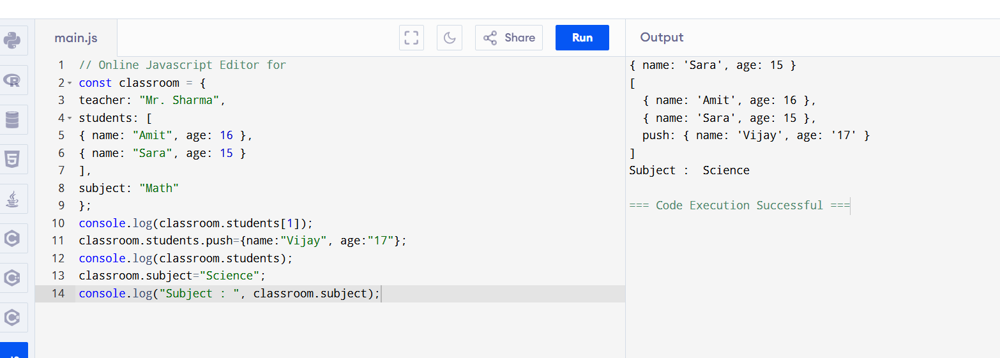 main.js
Share
Run
Output
1 // Online Javascript Editor for
2 const classroom = {
3 teacher: "Mr. Sharma",
4 students: [
5 { name: "Amit", age: 16 },
6 { name: "Sara", age: 15 }
7 ],
8 subject: "Math"
9 };
10 console.log(classroom.students[1]);
11 classroom.students.push={name:"Vijay", age:"17"};
12 console.log(classroom.students);
13 classroom.subject="Science";
14 console.log("Subject : ", classroom.subject);
{ name: 'Sara', age: 15 }
[
  { name: 'Amit', age: 16 },
  { name: 'Sara', age: 15 },
  push: { name: 'Vijay', age: '17' }
]
Subject :  Science
=== Code Execution Successful ===